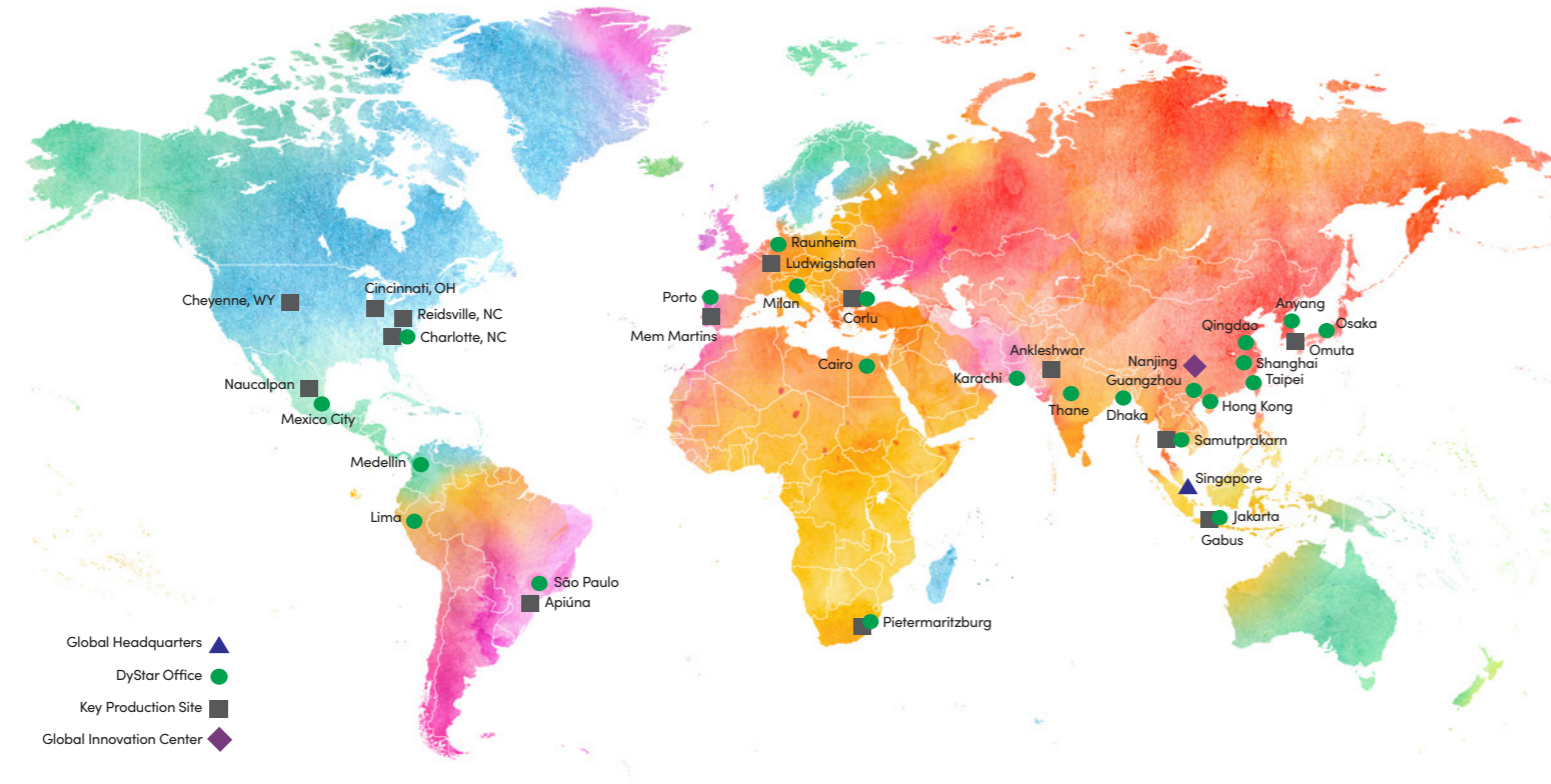 Cheyenne, WY
Cincinnati, OH
Reidsville, NC
Charlotte, NC
Naucalpan
Mexico City
Medellin
Lima
São Paulo
Apiúna
Raunheim
Ludwigshafen
Porto
Milan
Corlu
Mem Martins
Cairo
Pietermaritzburg
Karachi
Ankleshwar
Thane
Dhaka
Anyang
Osaka
Qingdao
Omuta
Nanjing
Shanghai
Guangzhou
Taipei
Hong Kong
Samutprakarn
Singapore
Jakarta
Gabus
Global Headquarters
DyStar Office
Key Production Site
Global Innovation Center